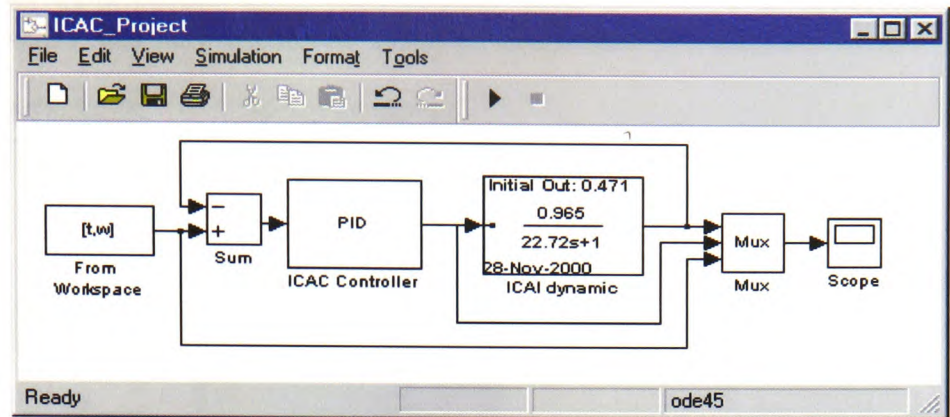 ICAC_Project
File Edit View Simulation Format Tools
Initial Out: 0.471
[t,w]
PID
0.965
22.72s+1
Mux
−
+
Sum
From
Workspace
ICAC Controller
28-Nov-2000
ICAI dynamic
Mux
Scope
Ready
ode45